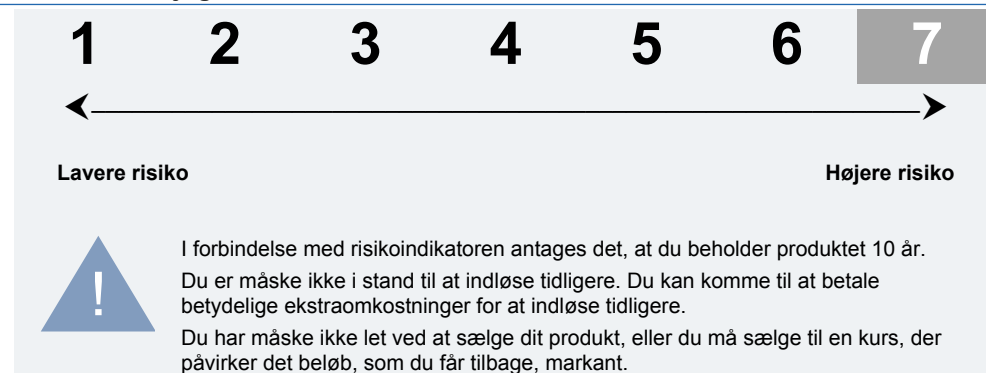 1 2 3 4 5 6 7
Lavere risiko Højere risiko
!
I forbindelse med risikoindikatoren antages det, at du beholder produktet 10 år.
Du er måske ikke i stand til at indløse tidligere. Du kan komme til at betale
betydelige ekstraomkostninger for at indløse tidligere.
Du har måske ikke let ved at sælge dit produkt, eller du må sælge til en kurs, der
påvirker det beløb, som du får tilbage, markant.